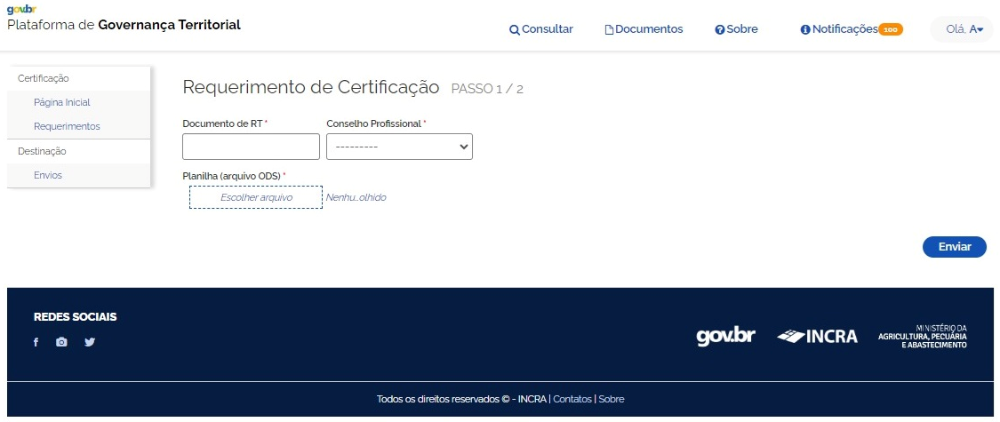 gov.br
Plataforma de Governança Territorial
Consultar Documentos Sobre Notificações 100 Olá, A
Certificação
Página Inicial
Requerimentos
Destinação
Envios
Requerimento de Certificação PASSO 1 / 2
Documento de RT * Conselho Profissional *
---------
Planilha (arquivo ODS) *
Escolher arquivo Nenhu...olhido
Enviar
REDES SOCIAIS
gov.br INCRA
MINISTÉRIO DA
AGRICULTURA, PECUÁRIA
E ABASTECIMENTO
Todos os direitos reservados © - INCRA | Contatos | Sobre